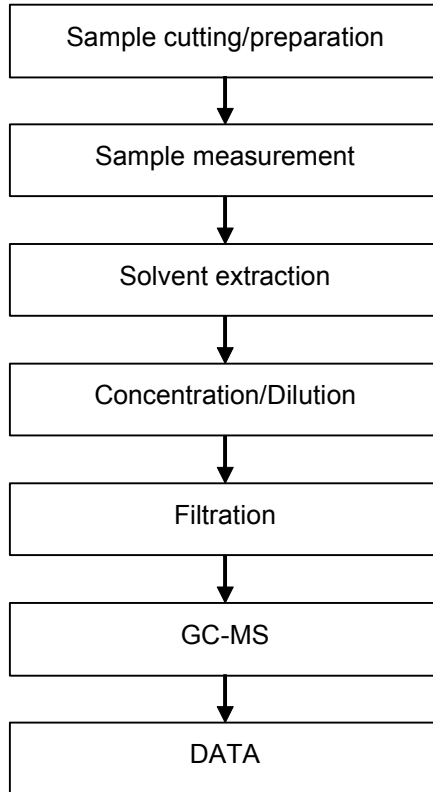 Sample cutting/preparation
Sample measurement
Solvent extraction
Concentration/Dilution
Filtration
GC-MS
DATA